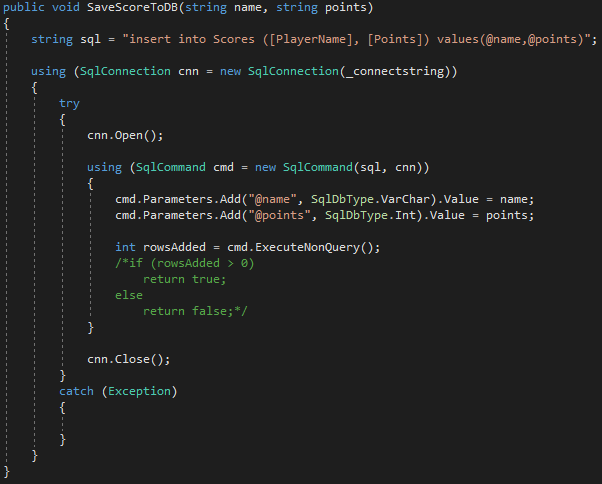 public void SaveScoreToDB(string name, string points)
{
    string sql = "insert into Scores ([PlayerName], [Points]) values(@name,@points)";

    using (SqlConnection cnn = new SqlConnection(_connectstring))
    {
        try
        {
            cnn.Open();

            using (SqlCommand cmd = new SqlCommand(sql, cnn))
            {
                cmd.Parameters.Add("@name", SqlDbType.VarChar).Value = name;
                cmd.Parameters.Add("@points", SqlDbType.Int).Value = points;

                int rowsAdded = cmd.ExecuteNonQuery();
                /*if (rowsAdded > 0)
                    return true;
                else
                    return false;*/
            }

            cnn.Close();
        }
        catch (Exception)
        {

        }
    }
}